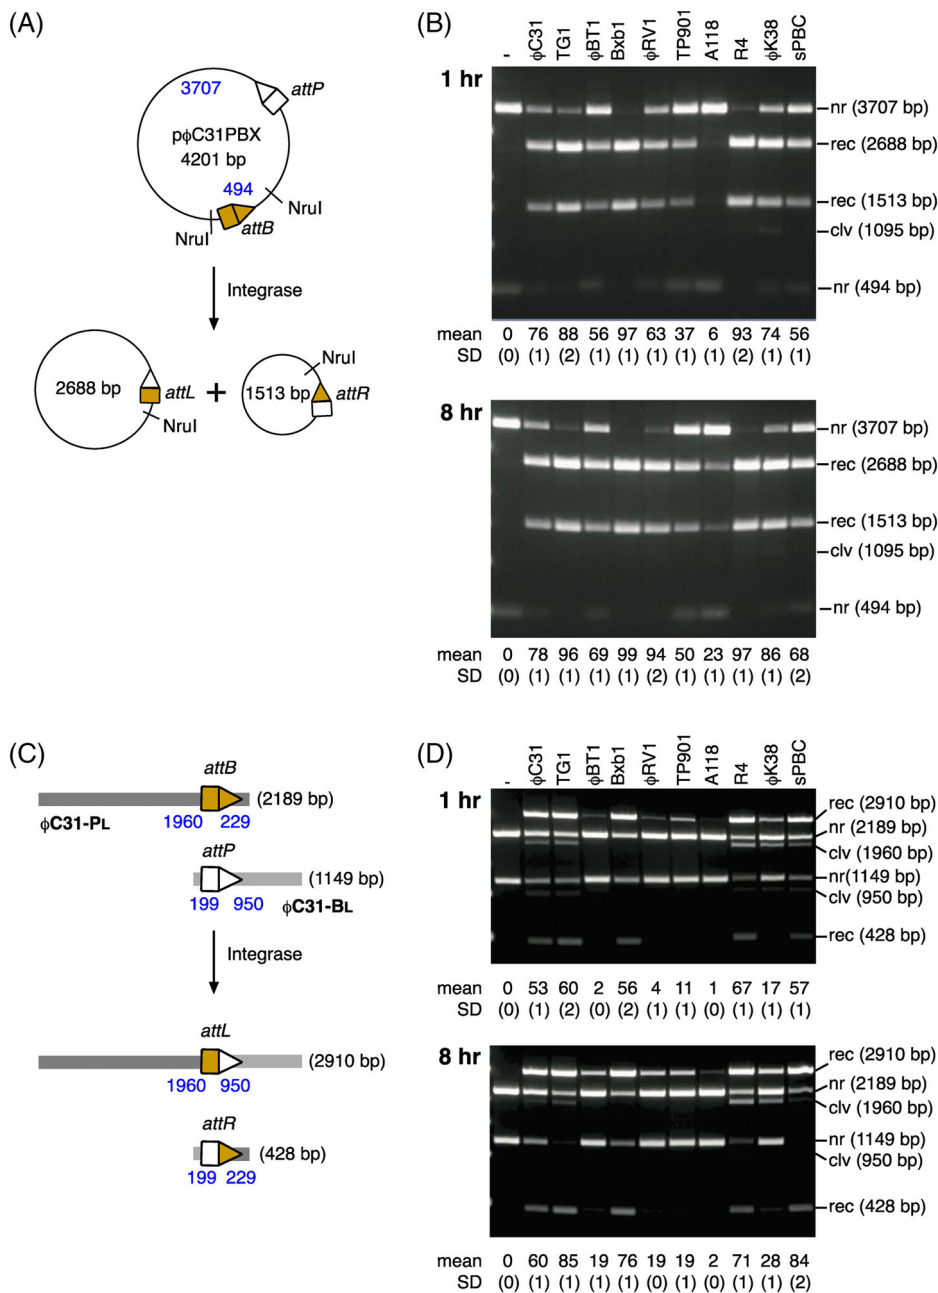 (A)
3707
attP
pϕC31PBX
4201 bp
494
NruI
NruI
attB
Integrase
2688 bp
attL
NruI
+
NruI
1513 bp
attR
(B)
- ϕC31 TG1 ϕBT1 Bxb1 ϕRV1 TP901 A118 R4 ϕK38 sPBC
1 hr
nr (3707 bp)
rec (2688 bp)
rec (1513 bp)
clv (1095 bp)
nr (494 bp)
mean 0 76 88 56 97 63 37 6 93 74 56
SD (0) (1) (2) (1) (1) (1) (1) (1) (2) (1) (1)
8 hr
nr (3707 bp)
rec (2688 bp)
rec (1513 bp)
clv (1095 bp)
nr (494 bp)
mean 0 78 96 69 99 94 50 23 97 86 68
SD (0) (1) (1) (1) (1) (2) (1) (1) (1) (1) (2)
(C)
attB
(2189 bp)
ϕC31-PL
1960 229
attP
(1149 bp)
199 950
ϕC31-BL
Integrase
attL
(2910 bp)
1960 950
attR
(428 bp)
199 229
(D)
- ϕC31 TG1 ϕBT1 Bxb1 ϕRV1 TP901 A118 R4 ϕK38 sPBC
1 hr
rec (2910 bp)
nr (2189 bp)
clv (1960 bp)
nr(1149 bp)
clv (950 bp)
rec (428 bp)
mean 0 53 60 2 56 4 11 1 67 17 57
SD (0) (1) (2) (0) (2) (1) (1) (0) (1) (1) (1)
8 hr
rec (2910 bp)
nr (2189 bp)
clv (1960 bp)
nr (1149 bp)
clv (950 bp)
rec (428 bp)
mean 0 60 85 19 76 19 19 2 71 28 84
SD (0) (1) (1) (1) (1) (0) (1) (0) (1) (1) (2)